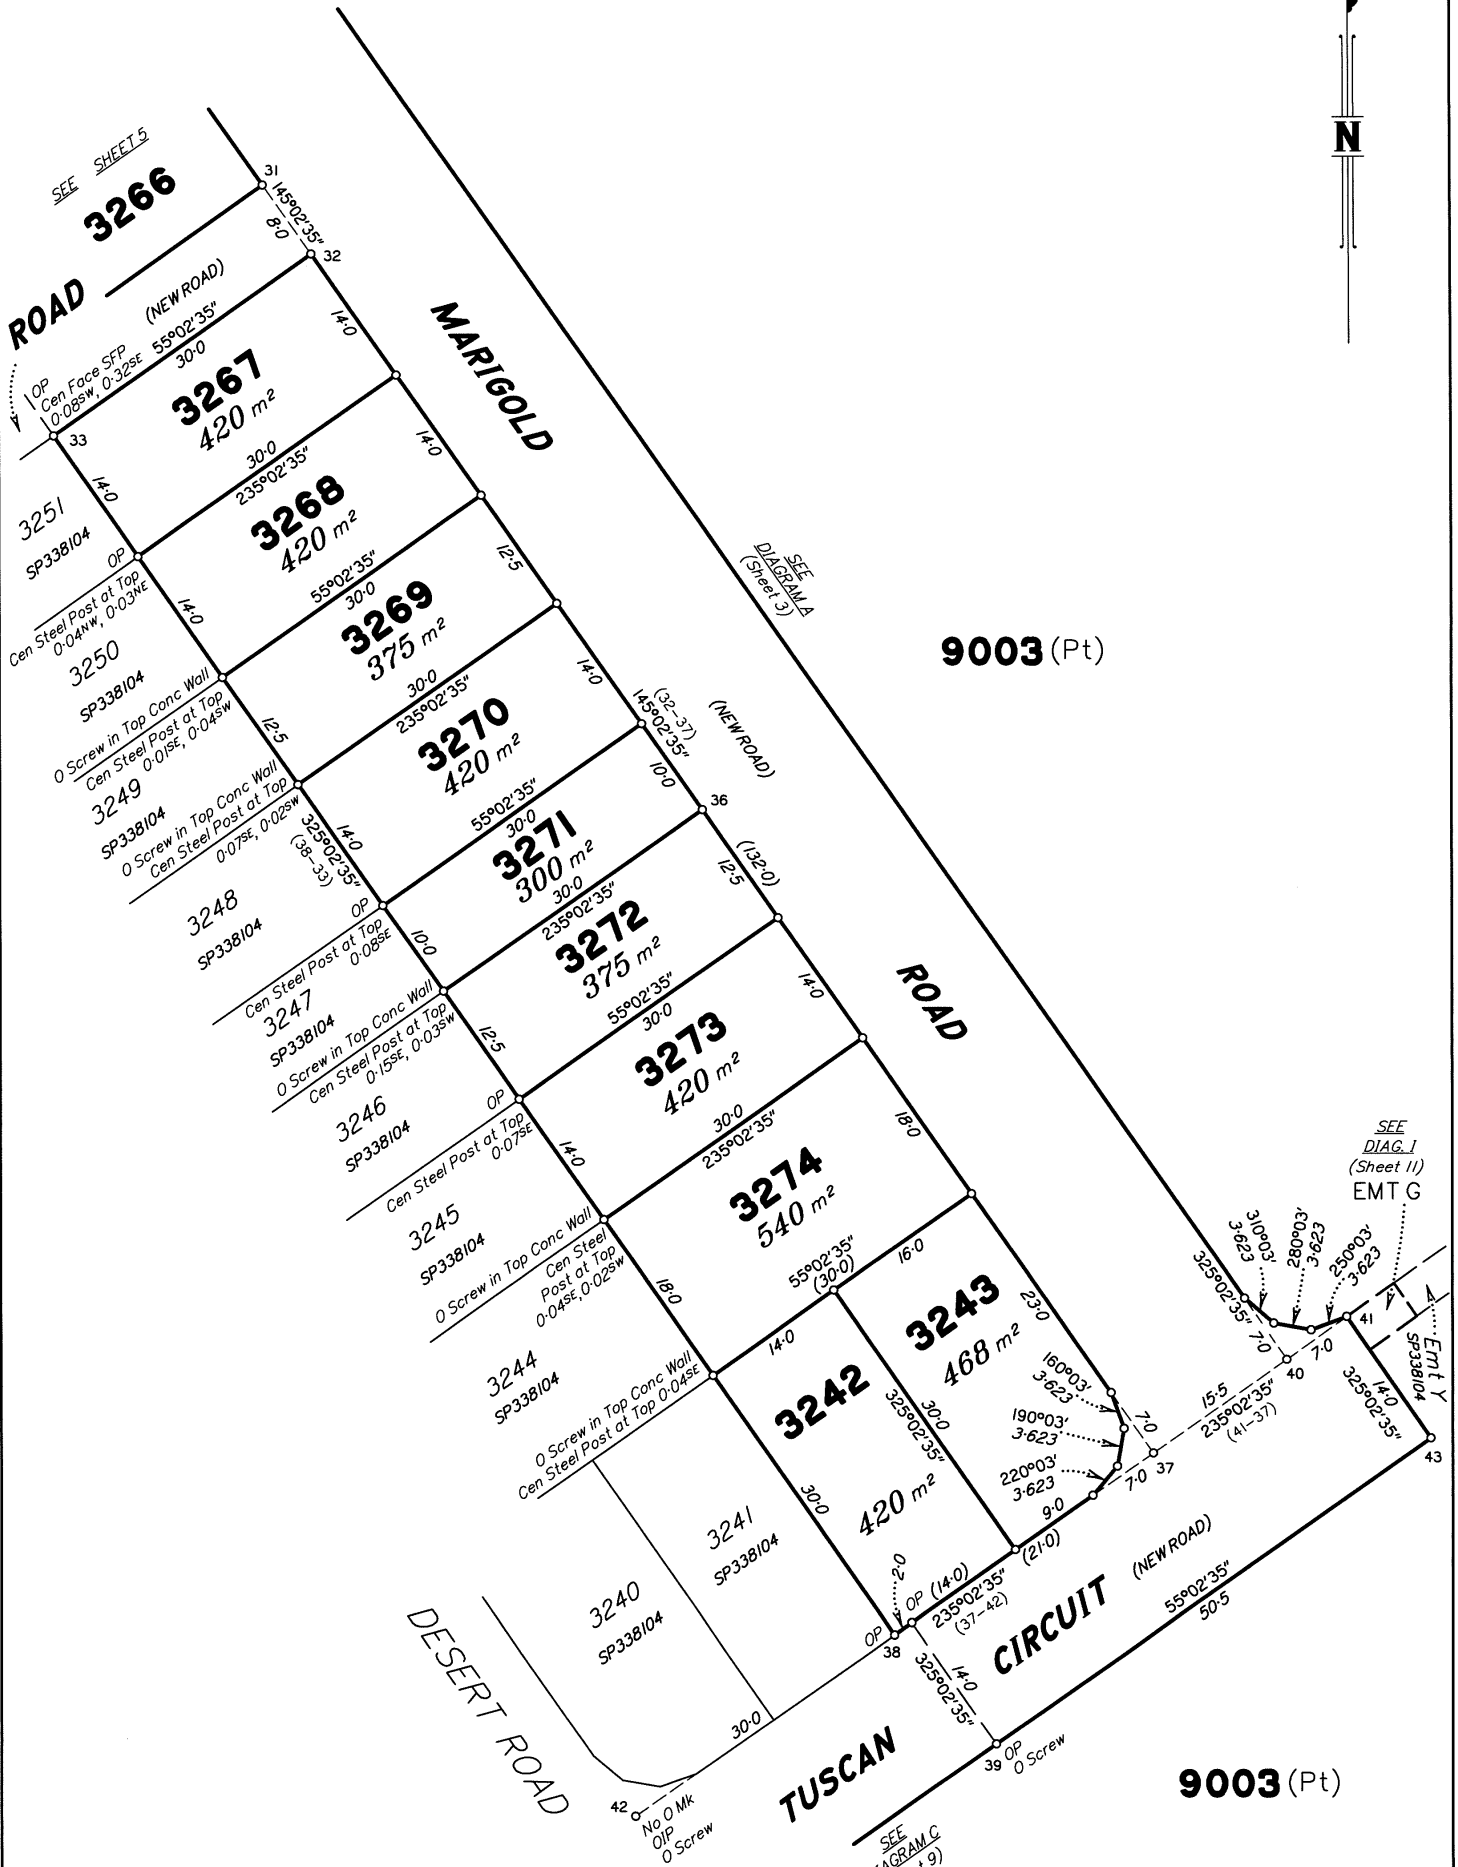 N
SEE SHEET 5
3266
31
145°02'35"
8·0
32
ROAD
(NEW ROAD)
55°02'35"
30·0
OP
Cen Face SFP
0·08SW, 0·32SE
33
14·0
3267
420 m²
14·0
30·0
235°02'35"
MARIGOLD
3251
SP338104
OP
Cen Steel Post at Top
0·04NW, 0·03NE
14·0
3268
420 m²
14·0
55°02'35"
30·0
3250
SP338104
O Screw in Top Conc Wall
Cen Steel Post at Top
0·01SE, 0·04SW
12·5
3269
375 m²
12·5
30·0
235°02'35"
SEE
DIAGRAM A
(Sheet 3)
9003 (Pt)
3249
SP338104
O Screw in Top Conc Wall
Cen Steel Post at Top
0·07SE, 0·02SW
14·0
325°02'35"
(38-33)
3270
420 m²
14·0
(32-37)
145°02'35"
(NEW ROAD)
55°02'35"
30·0
3248
SP338104
OP
Cen Steel Post at Top
0·08SE
10·0
3271
300 m²
10·0
36
30·0
235°02'35"
3247
SP338104
O Screw in Top Conc Wall
Cen Steel Post at Top
0·15SE, 0·03SW
12·5
3272
375 m²
(132·0)
12·5
55°02'35"
30·0
3246
SP338104
OP
Cen Steel Post at Top
0·07SE
14·0
3273
420 m²
14·0
ROAD
30·0
235°02'35"
3245
SP338104
O Screw in Top Conc Wall
Cen Steel
Post at Top
0·04SE, 0·02SW
18·0
3274
540 m²
18·0
55°02'35"
(30·0)
16·0
14·0
3244
SP338104
O Screw in Top Conc Wall
Cen Steel Post at Top 0·04SE
3243
468 m²
23·0
3242
420 m²
30·0
325°02'35"
30·0
160°03'
3·623
190°03'
3·623
220°03'
3·623
7·0
37
7·0
9·0
(21·0)
SEE
DIAG. I
(Sheet 11)
EMT G
310°03'
3·623
280°03'
3·623
250°03'
3·623
325°02'35"
7·0
7·0
40
41
15·5
235°02'35"
(41-37)
14·0
325°02'35"
Emt Y
SP338104
43
3241
SP338104
3240
SP338104
DESERT ROAD
30·0
42
No O Mk
OIP
O Screw
OP
38
2·0
OP (14·0)
235°02'35"
(37-42)
14·0
325°02'35"
39
OP
O Screw
TUSCAN
CIRCUIT
(NEW ROAD)
55°02'35"
50·5
9003 (Pt)
SEE
AGRAM C
t 9)